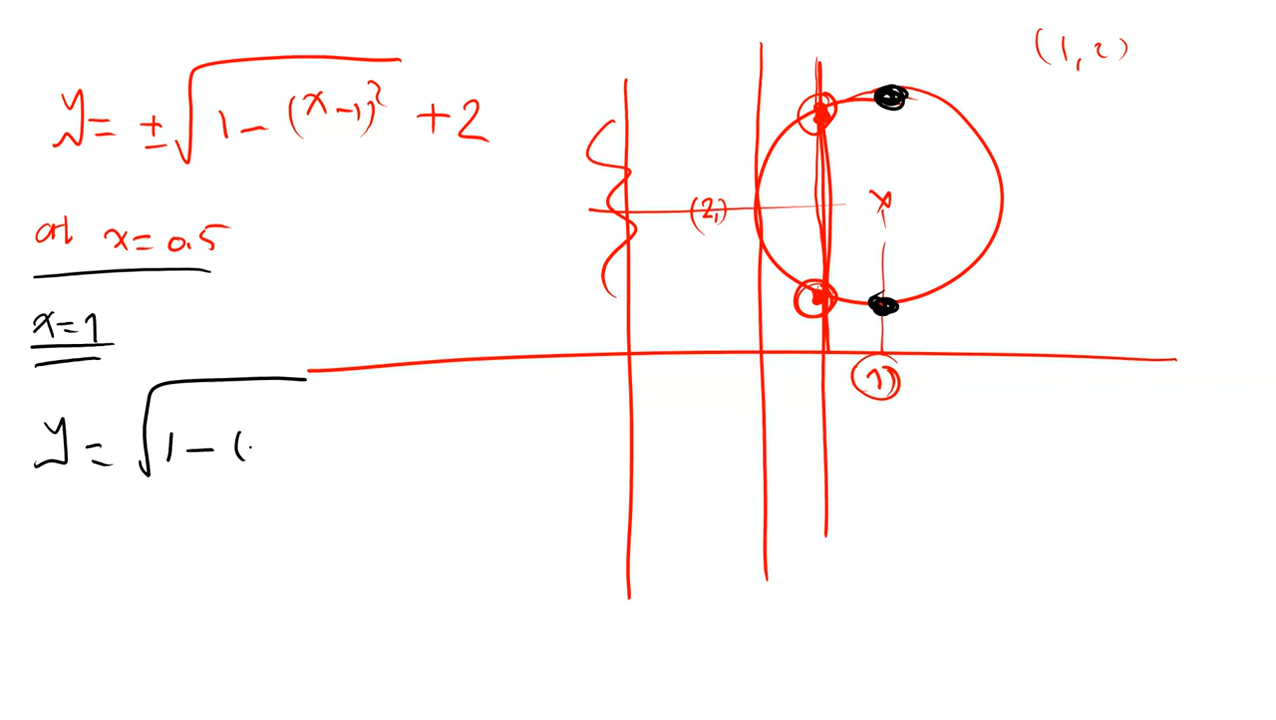 y = ± √(1 - (x-1)²) + 2
at x = 0.5
x = 1
y = √(1 - (
(1, 2)
(2,)
1